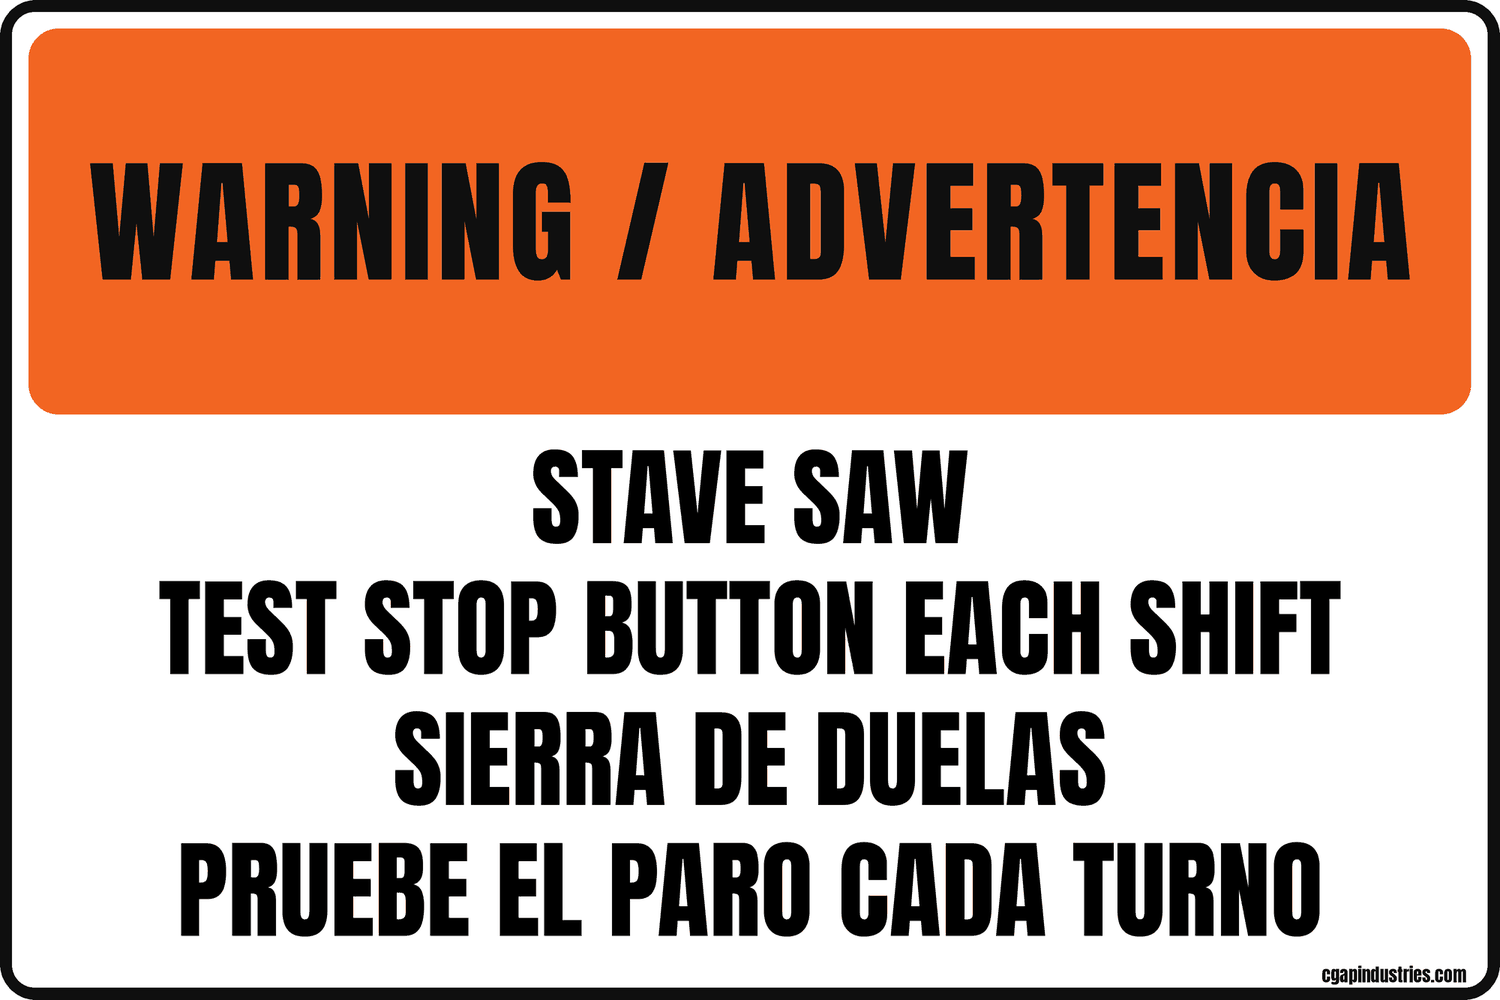 WARNING / ADVERTENCIA
STAVE SAW
TEST STOP BUTTON EACH SHIFT
SIERRA DE DUELAS
PRUEBE EL PARO CADA TURNO
cgapindustries.com